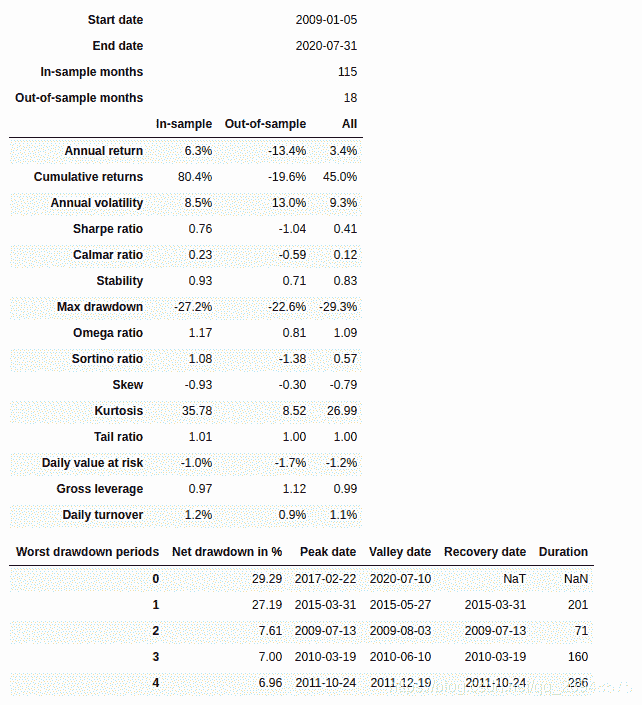 Start date 2009-01-05
End date 2020-07-31
In-sample months 115
Out-of-sample months 18
In-sample Out-of-sample All
Annual return 6.3% -13.4% 3.4%
Cumulative returns 80.4% -19.6% 45.0%
Annual volatility 8.5% 13.0% 9.3%
Sharpe ratio 0.76 -1.04 0.41
Calmar ratio 0.23 -0.59 0.12
Stability 0.93 0.71 0.83
Max drawdown -27.2% -22.6% -29.3%
Omega ratio 1.17 0.81 1.09
Sortino ratio 1.08 -1.38 0.57
Skew -0.93 -0.30 -0.79
Kurtosis 35.78 8.52 26.99
Tail ratio 1.01 1.00 1.00
Daily value at risk -1.0% -1.7% -1.2%
Gross leverage 0.97 1.12 0.99
Daily turnover 1.2% 0.9% 1.1%
Worst drawdown periods Net drawdown in % Peak date Valley date Recovery date Duration
0 29.29 2017-02-22 2020-07-10 NaT NaN
1 27.19 2015-03-31 2015-05-27 2015-03-31 201
2 7.61 2009-07-13 2009-08-03 2009-07-13 71
3 7.00 2010-03-19 2010-06-10 2010-03-19 160
4 6.96 2011-10-24 2011-12-19 2011-10-24 286